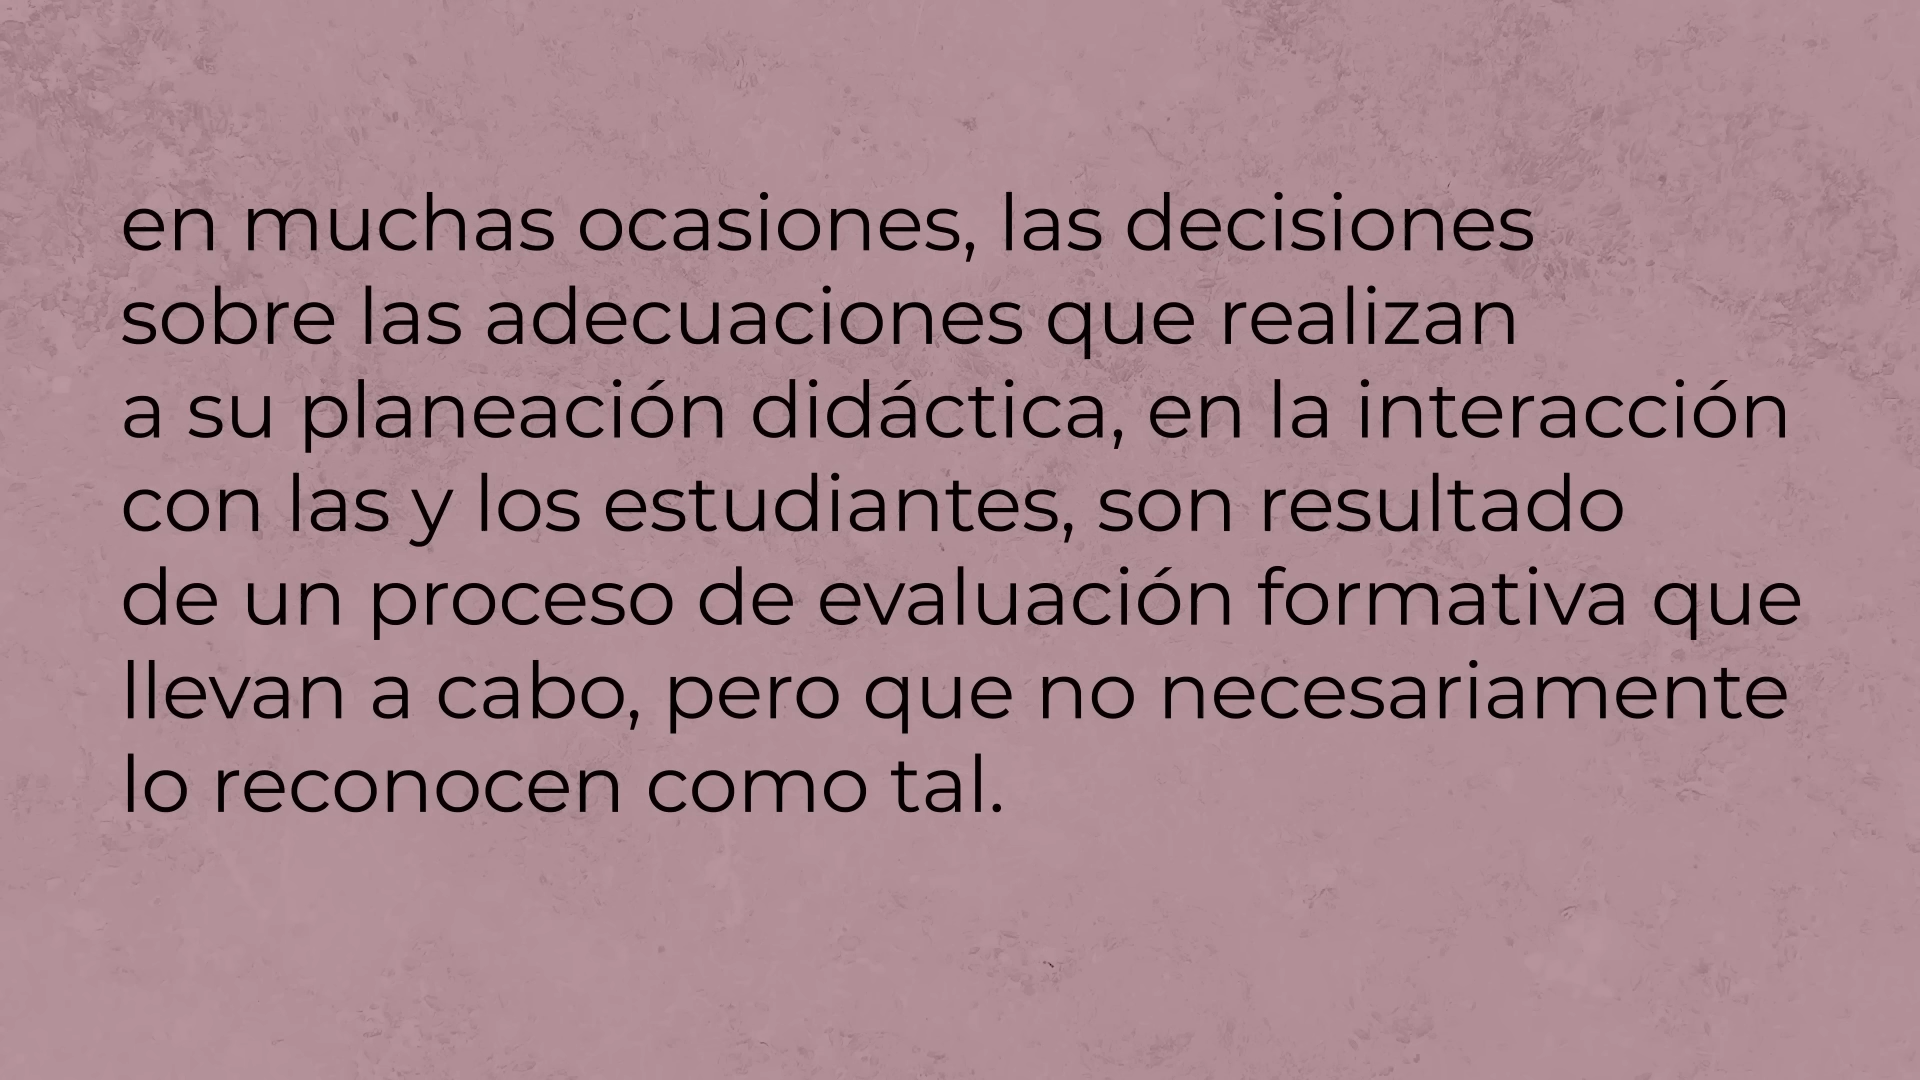 en muchas ocasiones, las decisiones
sobre las adecuaciones que realizan
a su planeación didáctica, en la interacción
con las y los estudiantes, son resultado
de un proceso de evaluación formativa que
llevan a cabo, pero que no necesariamente
lo reconocen como tal.